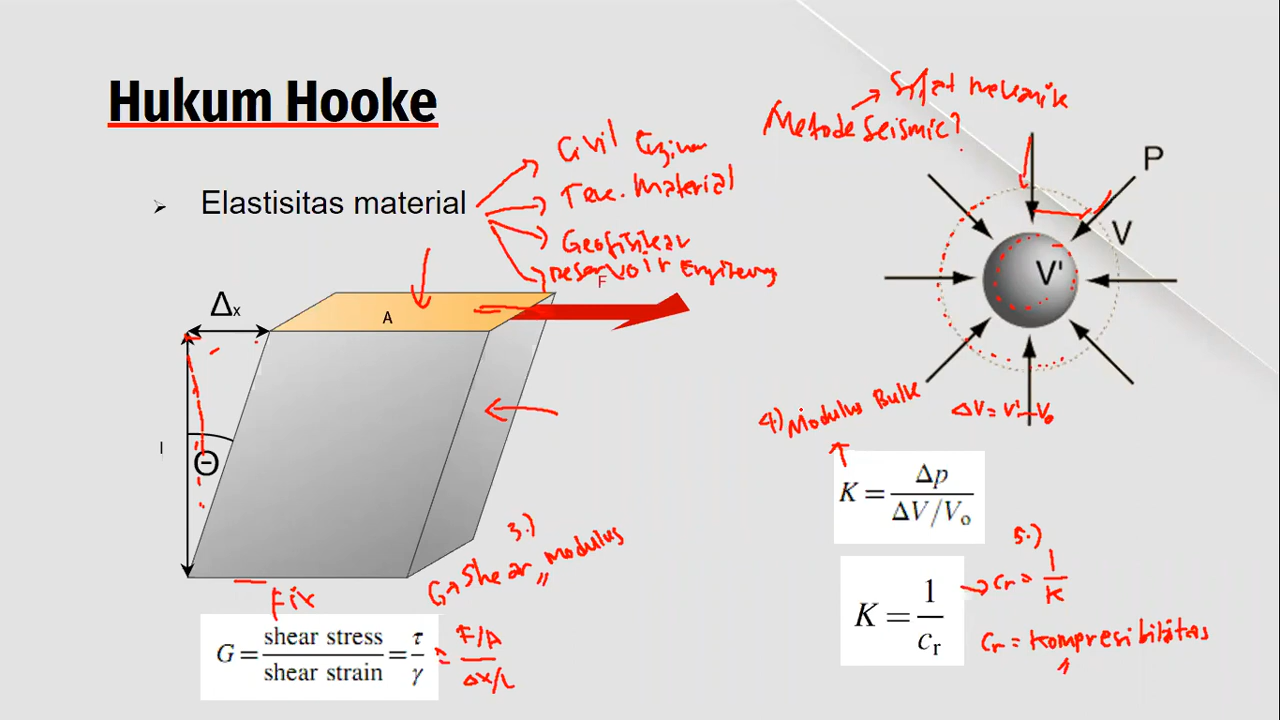 Hukum Hooke
Elastisitas material
Civil
Tek. Material
Geofisika
Reservoir Engineering
F
A
Δx
l
Θ
Fix
3.)
G → Shear modulus
G = shear stress / shear strain = τ / γ = F/A / Δx/L
Sifat mekanik
Metode Seismic?
P
V
V'
ΔV = V' - V₀
4) Modulus Bulk
K = Δp / ΔV/V₀
5.)
K = 1 / cᵣ → Cr = 1 / K
Cr = kompresibilitas